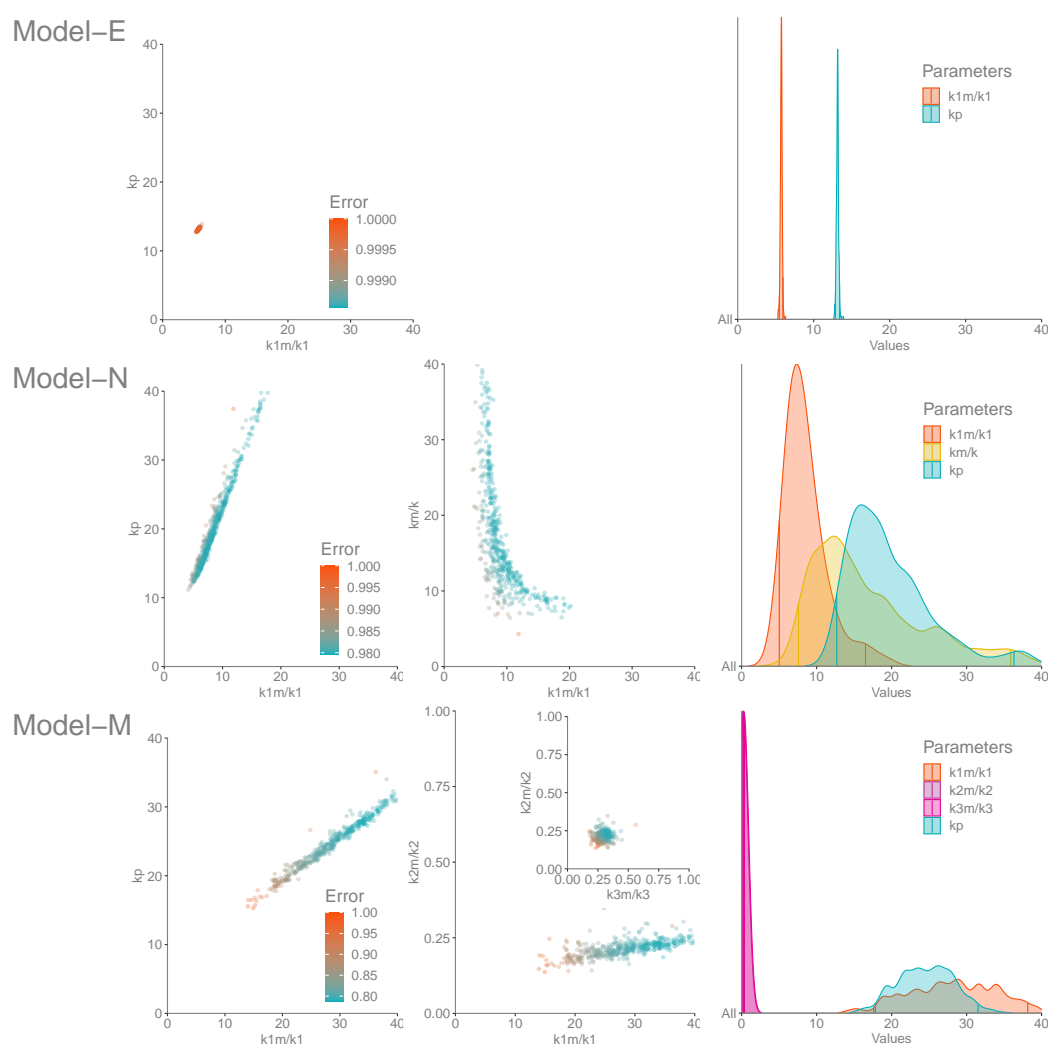 Model–E
40
30
20
10
0
kp
0 10 20 30 40
k1m/k1
Error
1.0000
0.9995
0.9990
All
0 10 20 30 40
Values
Parameters
k1m/k1
kp
Model–N
40
30
20
10
0
kp
0 10 20 30 40
k1m/k1
Error
1.000
0.995
0.990
0.985
0.980
40
30
20
10
0
km/k
0 10 20 30 40
k1m/k1
All
0 10 20 30 40
Values
Parameters
k1m/k1
km/k
kp
Model–M
40
30
20
10
0
kp
0 10 20 30 40
k1m/k1
Error
1.00
0.95
0.90
0.85
0.80
1.00
0.75
0.50
0.25
0.00
k2m/k2
0 10 20 30 40
k1m/k1
1.00
0.75
0.50
0.25
0.00
k2m/k2
0.00 0.25 0.50 0.75 1.00
k3m/k3
All
0 10 20 30 40
Values
Parameters
k1m/k1
k2m/k2
k3m/k3
kp